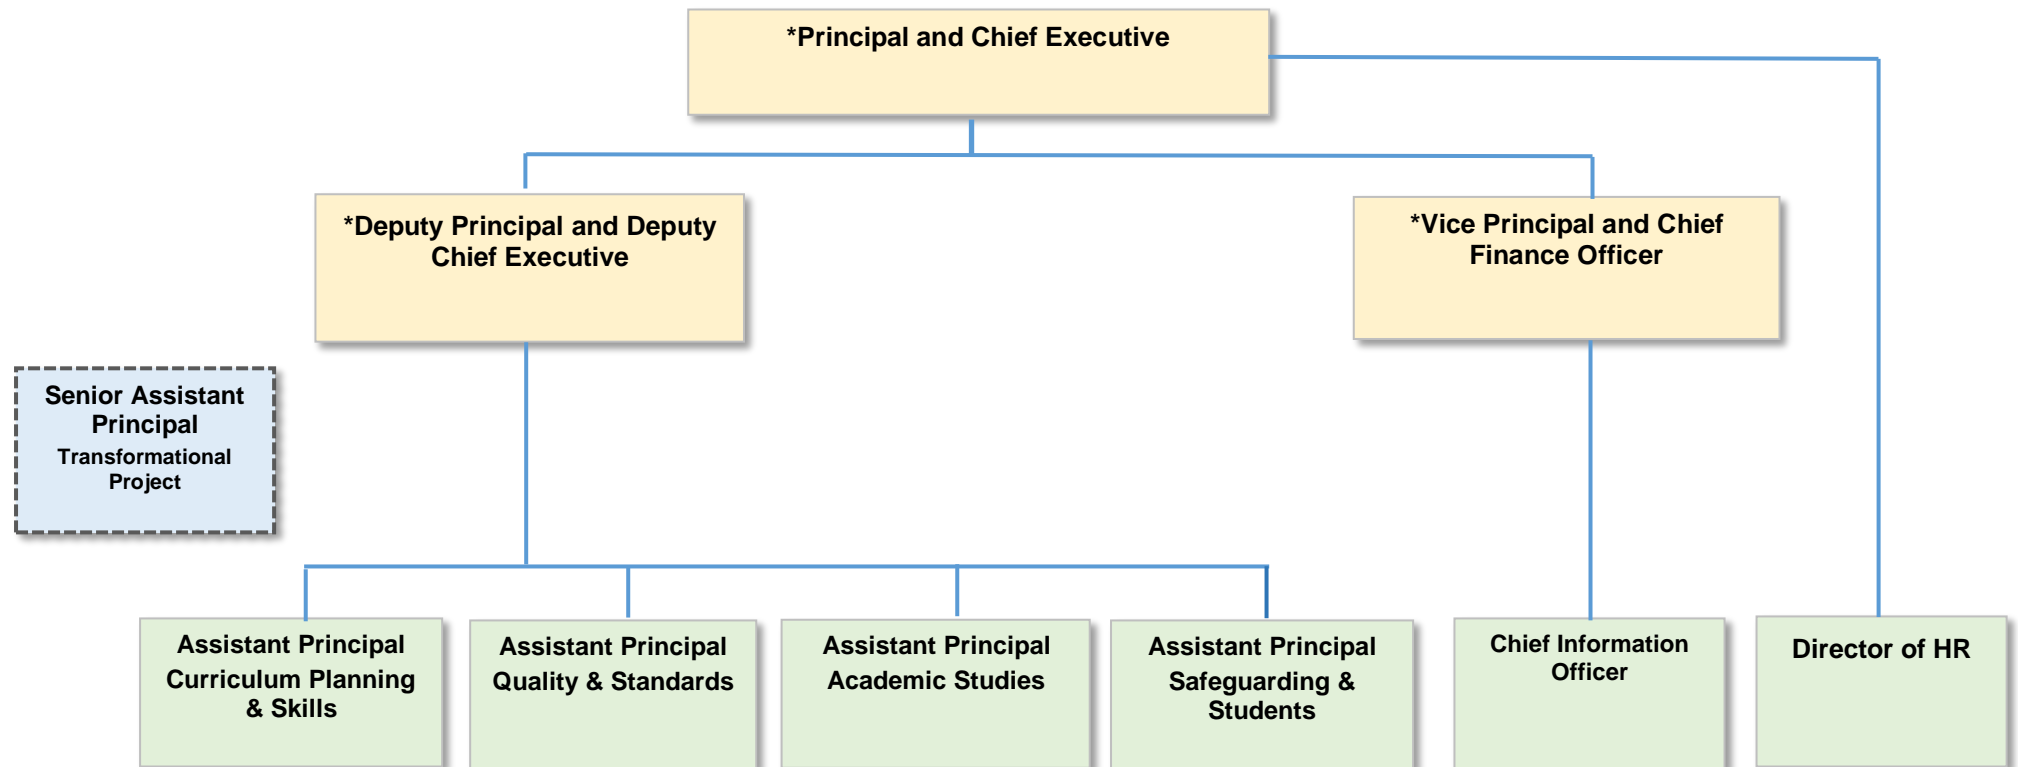 *Principal and Chief Executive
*Deputy Principal and Deputy
Chief Executive
*Vice Principal and Chief
Finance Officer
Senior Assistant
Principal
Transformational
Project
Assistant Principal
Curriculum Planning
& Skills
Assistant Principal
Quality & Standards
Assistant Principal
Academic Studies
Assistant Principal
Safeguarding &
Students
Chief Information
Officer
Director of HR